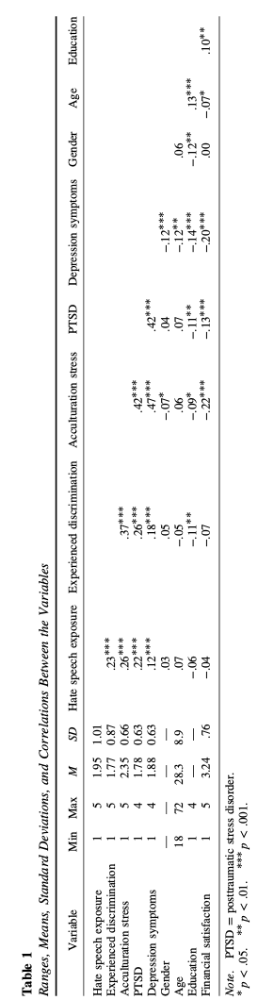 Table 1
Ranges, Means, Standard Deviations, and Correlations Between the Variables
Variable Min Max M SD Hate speech exposure Experienced discrimination Acculturation stress PTSD Depression symptoms Gender Age Education
Hate speech exposure 1 5 1.95 1.01
Experienced discrimination 1 5 1.77 0.87 .23***
Acculturation stress 1 5 2.35 0.66 .26*** .37***
PTSD 1 4 1.78 0.63 .22*** .26*** .42***
Depression symptoms 1 4 1.88 0.63 .12*** .18*** .47*** .42***
Gender — — — .03 .05 −.07* .04 −.12***
Age 18 72 28.3 8.9 .07 −.05 .06 .07 −.12** .06
Education 1 4 — — −.06 −.11** −.09* −.11** −.14*** −.12** .13***
Financial satisfaction 1 5 3.24 .76 −.04 −.07 −.22*** −.13*** −.20*** .00 −.07* .10**
Note. PTSD = posttraumatic stress disorder.
* p < .05. ** p < .01. *** p < .001.